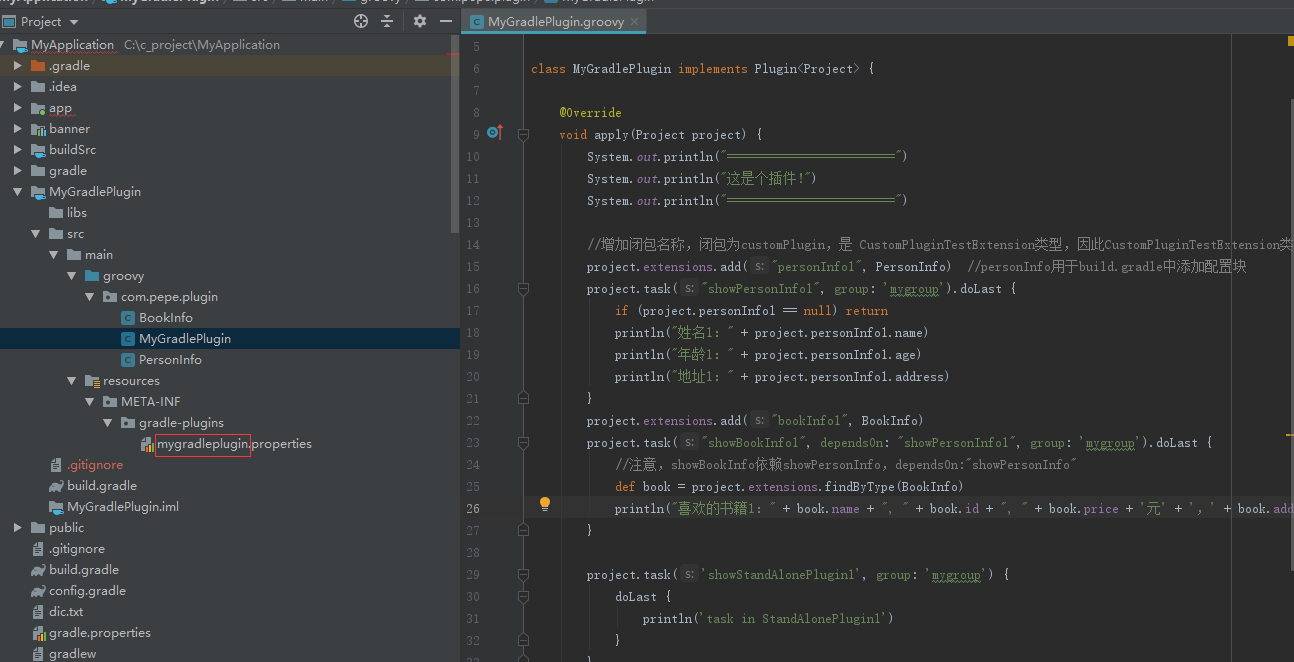 Project
MyGradlePlugin.groovy
MyApplication C:\c_project\MyApplication
.gradle
.idea
app
banner
buildSrc
gradle
MyGradlePlugin
libs
src
main
groovy
com.pepe.plugin
BookInfo
MyGradlePlugin
PersonInfo
resources
META-INF
gradle-plugins
mygradleplugin.properties
.gitignore
build.gradle
MyGradlePlugin.iml
public
.gitignore
build.gradle
config.gradle
dic.txt
gradle.properties
gradlew
5
6 class MyGradlePlugin implements Plugin<Project> {
7
8 @Override
9 void apply(Project project) {
10 System.out.println("========================")
11 System.out.println("这是个插件!")
12 System.out.println("========================")
13
14 //增加闭包名称，闭包为customPlugin，是 CustomPluginTestExtension类型，因此CustomPluginTestExtension类
15 project.extensions.add( s: "personInfo1", PersonInfo) //personInfo用于build.gradle中添加配置块
16 project.task( s: "showPersonInfo1", group: 'mygroup').doLast {
17 if (project.personInfo1 == null) return
18 println("姓名1: " + project.personInfo1.name)
19 println("年龄1: " + project.personInfo1.age)
20 println("地址1: " + project.personInfo1.address)
21 }
22 project.extensions.add( s: "bookInfo1", BookInfo)
23 project.task( s: "showBookInfo1", dependsOn: "showPersonInfo1", group: 'mygroup').doLast {
24 //注意，showBookInfo依赖showPersonInfo，dependsOn:"showPersonInfo"
25 def book = project.extensions.findByType(BookInfo)
26 println("喜欢的书籍1: " + book.name + ", " + book.id + ", " + book.price + '元' + ', ' + book.add
27 }
28
29 project.task( s: 'showStandAlonePlugin1', group: 'mygroup') {
30 doLast {
31 println('task in StandAlonePlugin1')
32 }